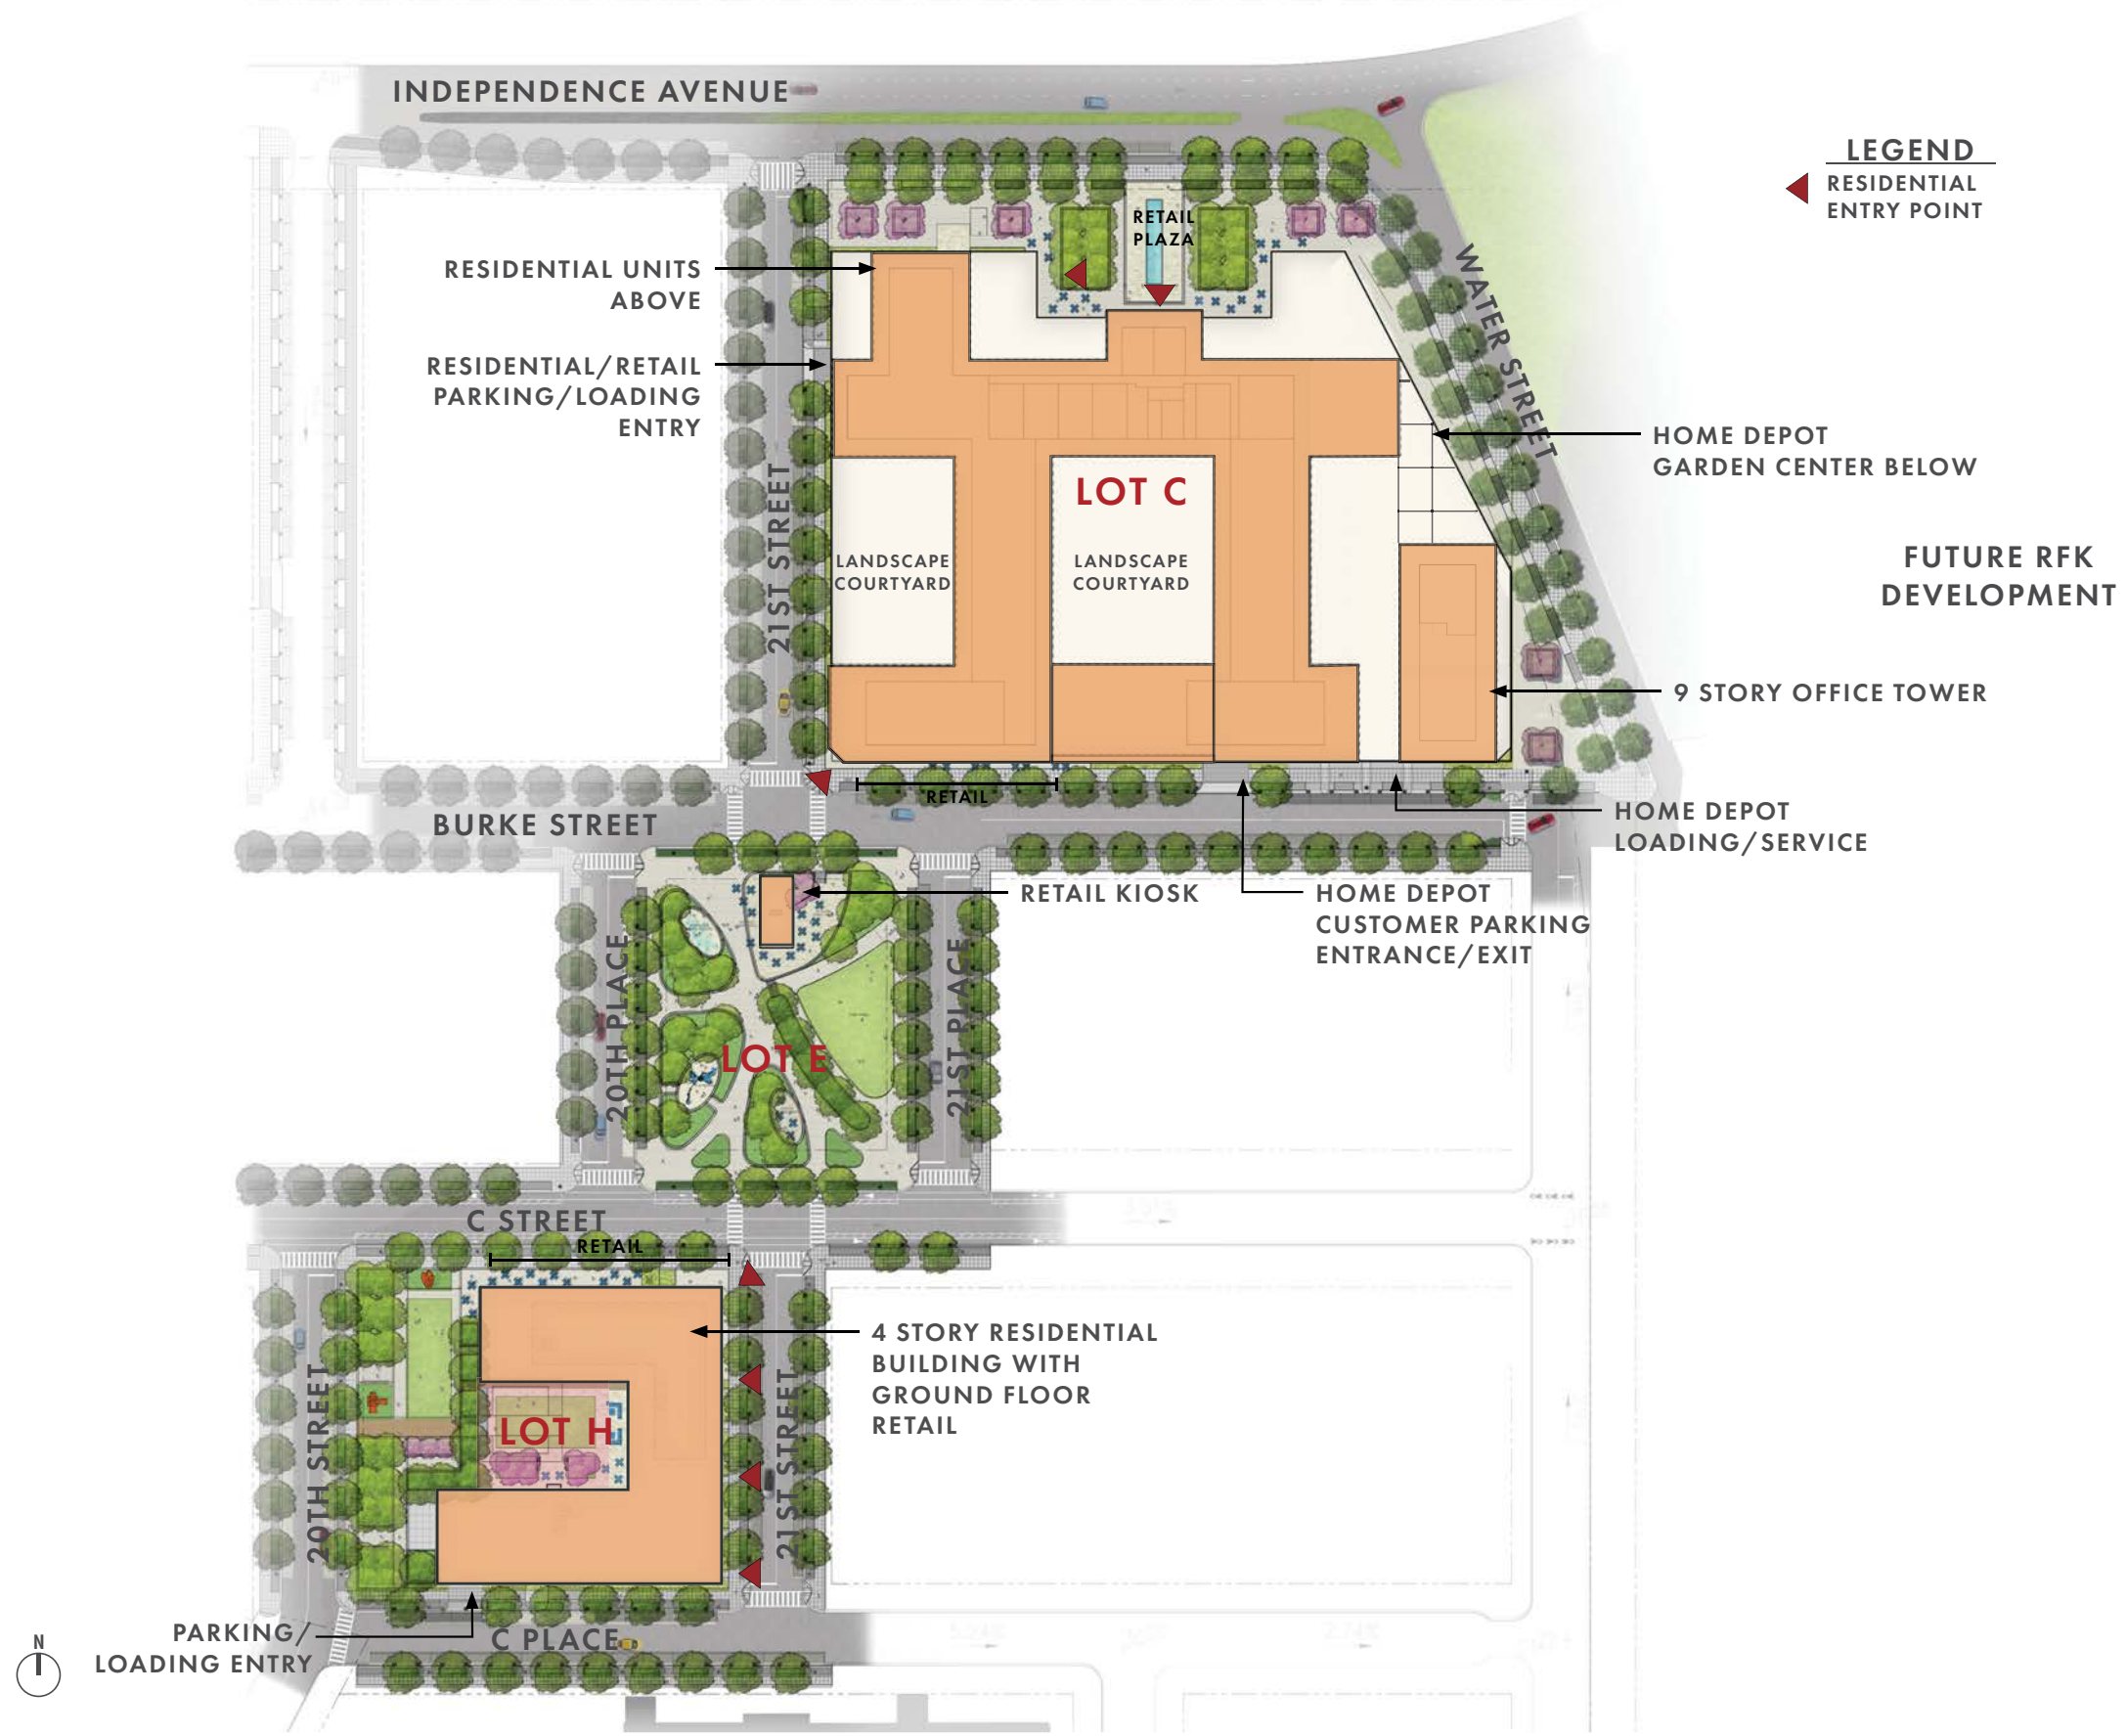 INDEPENDENCE AVENUE
LEGEND
RESIDENTIAL
ENTRY POINT
RETAIL
PLAZA
RESIDENTIAL UNITS
ABOVE
WATER STREET
RESIDENTIAL/RETAIL
PARKING/LOADING
ENTRY
HOME DEPOT
GARDEN CENTER BELOW
LOT C
21ST STREET
LANDSCAPE
COURTYARD
LANDSCAPE
COURTYARD
FUTURE RFK
DEVELOPMENT
9 STORY OFFICE TOWER
RETAIL
BURKE STREET
HOME DEPOT
LOADING/SERVICE
RETAIL KIOSK
HOME DEPOT
CUSTOMER PARKING
ENTRANCE/EXIT
20TH PLACE
21ST PLACE
LOT E
C STREET
RETAIL
4 STORY RESIDENTIAL
BUILDING WITH
GROUND FLOOR
RETAIL
LOT H
20TH STREET
21ST STREET
PARKING/
LOADING ENTRY
C PLACE
N